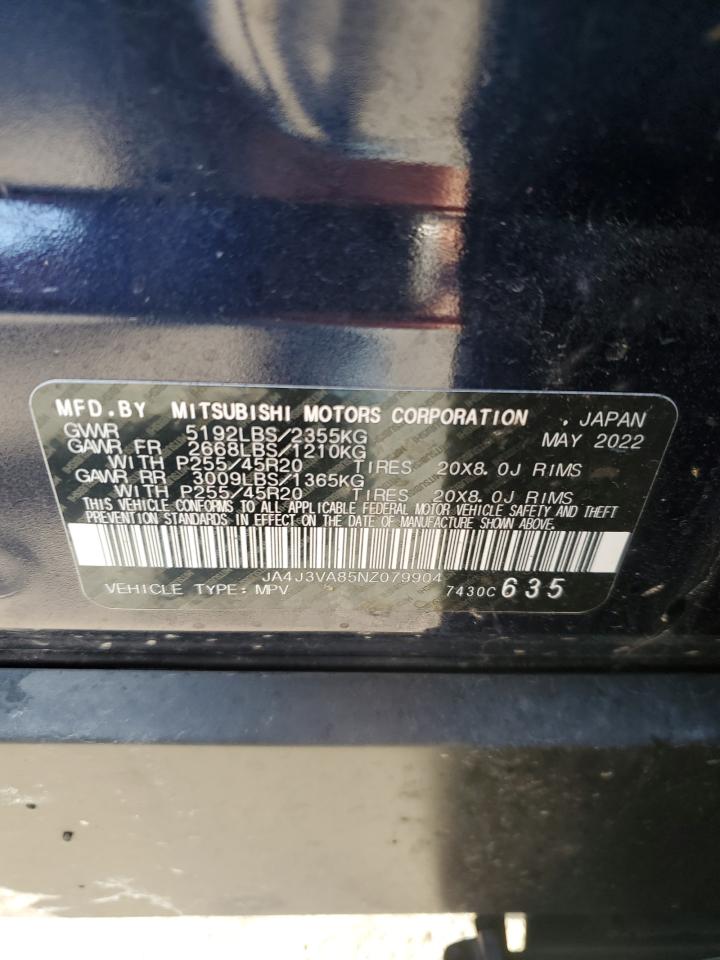 MFD.BY MITSUBISHI MOTORS CORPORATION , JAPAN
GVWR 5192LBS/2355KG MAY 2022
GAWR FR 2668LBS/1210KG
WITH P255/45R20 TIRES 20X8.0J RIMS
GAWR RR 3009LBS/1365KG
WITH P255/45R20 TIRES 20X8.0J RIMS
THIS VEHICLE CONFORMS TO ALL APPLICABLE FEDERAL MOTOR VEHICLE SAFETY AND THEFT
PREVENTION STANDARDS IN EFFECT ON THE DATE OF MANUFACTURE SHOWN ABOVE.
JA4J3VA85NZ079904
VEHICLE TYPE: MPV 7430C 635